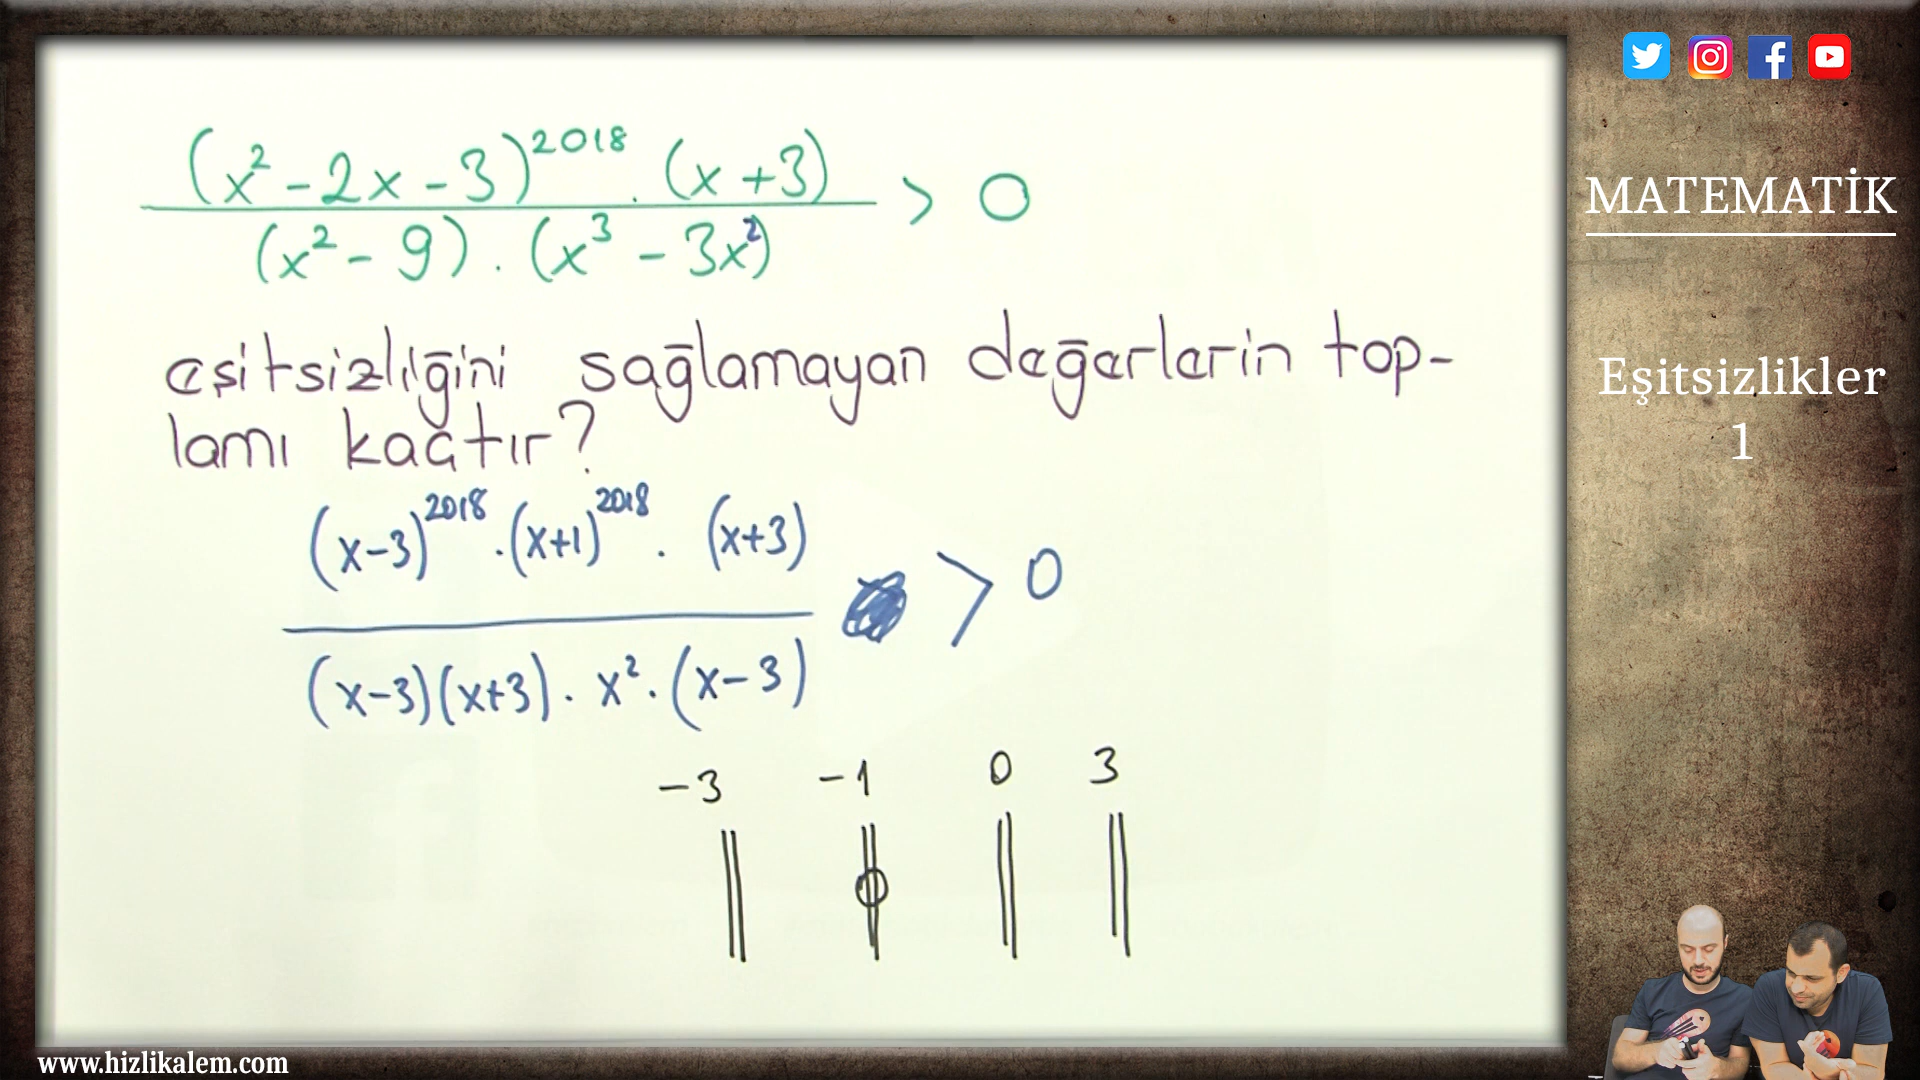 (x² - 2x - 3)²⁰¹⁸ . (x + 3)
(x² - 9) . (x³ - 3x²)
> 0
eşitsizliğini sağlamayan değerlerin top-
lamı kaçtır?
(x-3)²⁰¹⁸ . (x+1)²⁰¹⁸ . (x+3)
(x-3)(x+3) . x² . (x-3)
> 0
-3 -1 0 3
MATEMATİK
Eşitsizlikler
1
www.hizlikalem.com